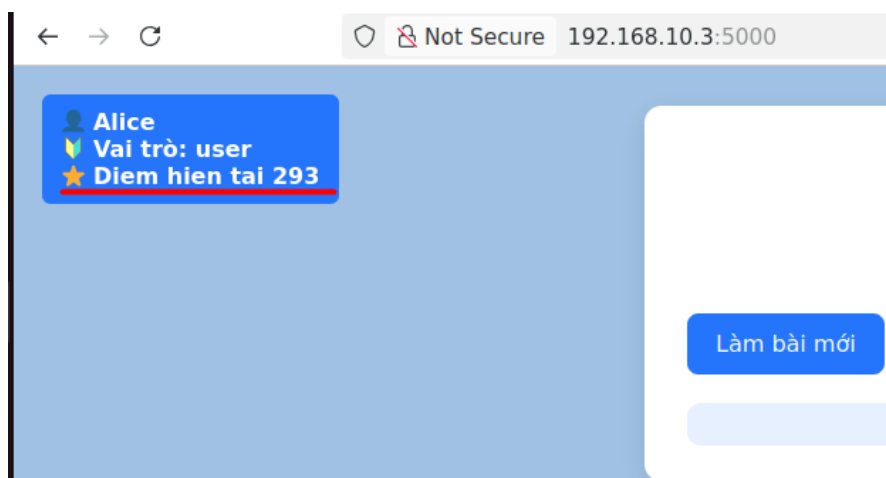 Not Secure 192.168.10.3:5000
Alice
Vai trò: user
Diem hien tai 293
Làm bài mới